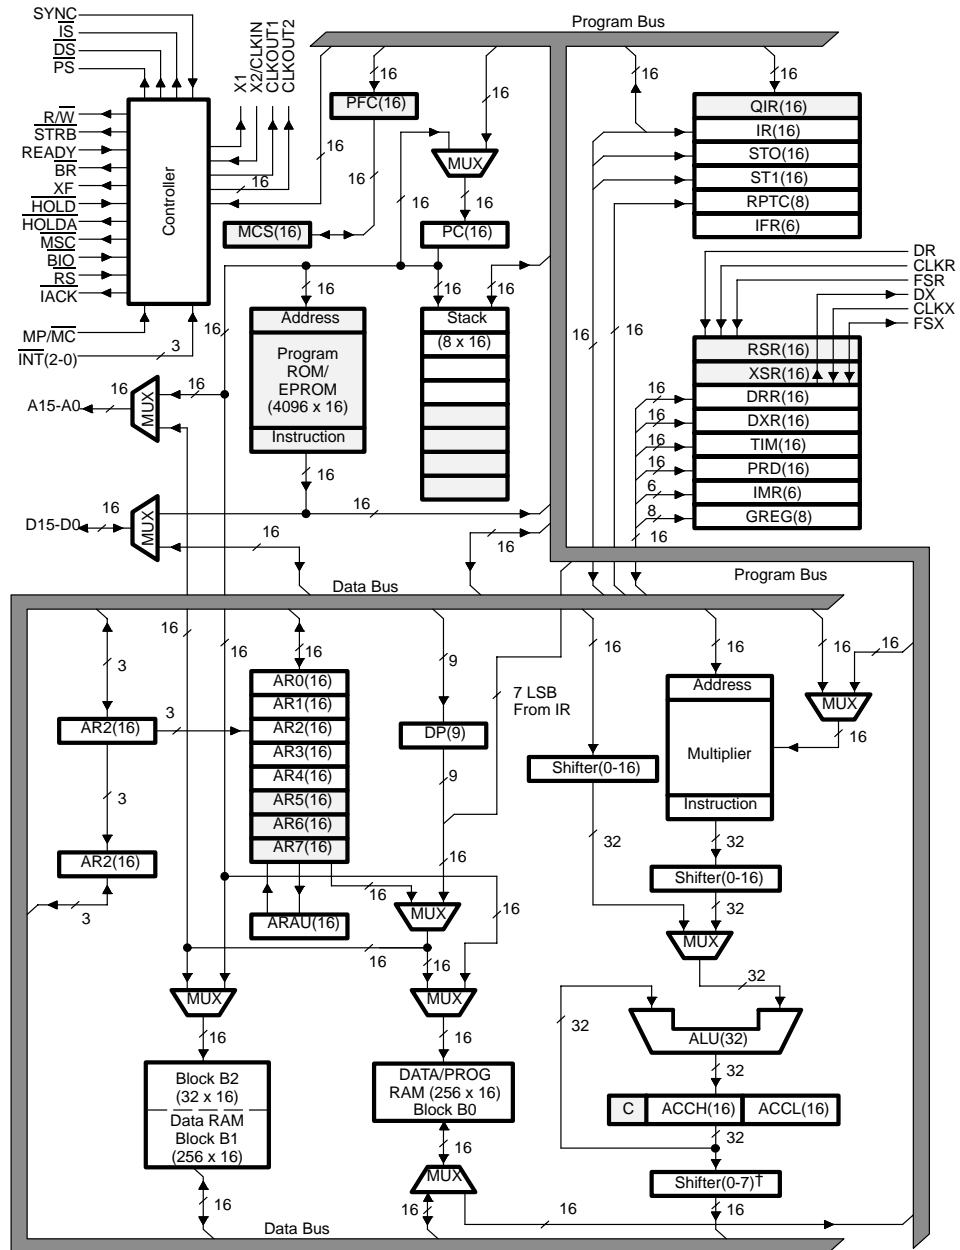 Program Bus
SYNC
IS
DS
PS
R/W
STRB
READY
BR
XF
HOLD
HOLDA
MSC
BIO
RS
IACK
MP/MC
INT(2-0)
3
Controller
X1
X2/CLKIN
CLKOUT1
CLKOUT2
16
16
16
PFC(16)
16
16
MUX
16
16
MCS(16)
PC(16)
16
16
16
16
16
QIR(16)
IR(16)
STO(16)
ST1(16)
RPTC(8)
IFR(6)
DR
CLKR
FSR
DX
CLKX
FSX
16
16
16
Address
Program
ROM/
EPROM
(4096 x 16)
Instruction
Stack
(8 x 16)
RSR(16)
XSR(16)
DRR(16)
DXR(16)
TIM(16)
PRD(16)
IMR(6)
GREG(8)
16
16
16
16
6
8
16
A15-A0
16
MUX
16
D15-D0
16
MUX
16
16
16
16
Data Bus
Program Bus
16
16
3
16
9
16
16
16
16
7 LSB
From IR
AR2(16)
3
AR0(16)
AR1(16)
AR2(16)
AR3(16)
AR4(16)
AR5(16)
AR6(16)
AR7(16)
DP(9)
9
Address
Multiplier
Instruction
MUX
16
Shifter(0-16)
3
AR2(16)
3
32
32
Shifter(0-16)
32
16
16
16
MUX
ARAU(16)
16
16
MUX
32
MUX
MUX
16
16
32
ALU(32)
32
Block B2
(32 x 16)
Data RAM
Block B1
(256 x 16)
DATA/PROG
RAM (256 x 16)
Block B0
C
ACCH(16)
ACCL(16)
32
16
MUX
Shifter(0-7)†
16
16
16
16
Data Bus